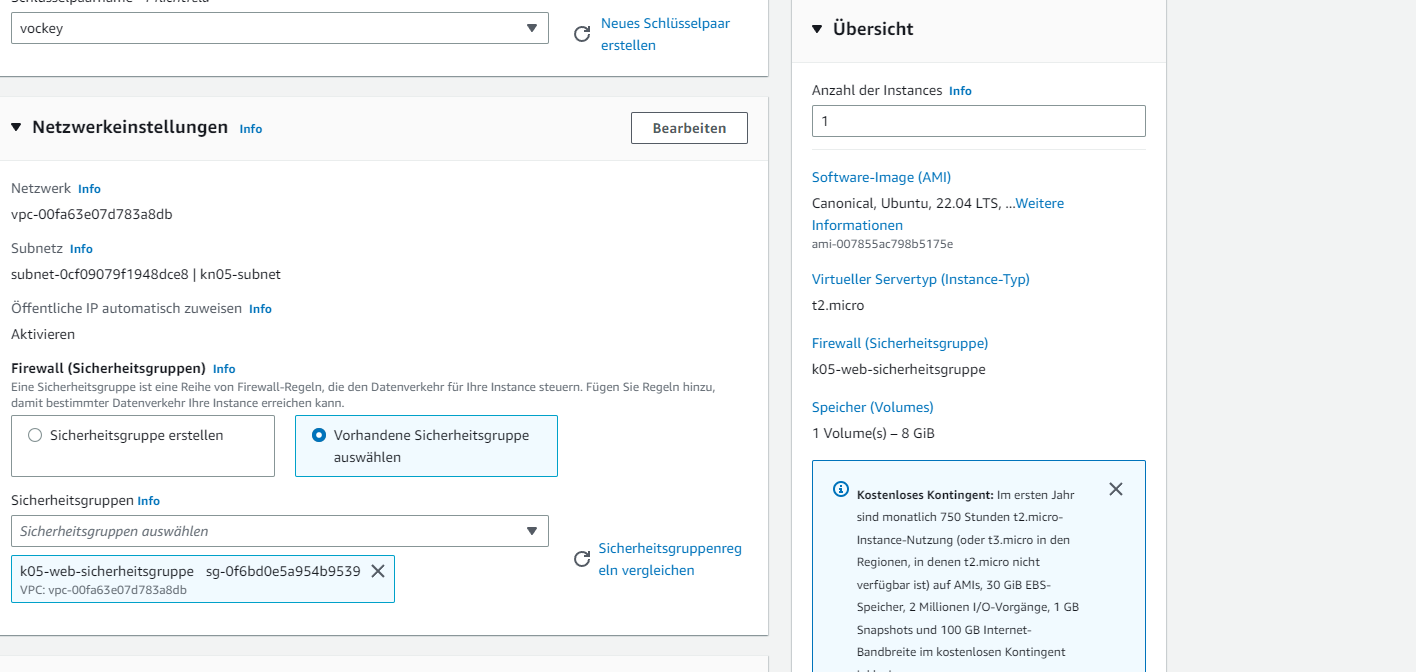 vockey
Neues Schlüsselpaar
erstellen
Netzwerkeinstellungen Info
Bearbeiten
Netzwerk Info
vpc-00fa63e07d783a8db
Subnetz Info
subnet-0cf09079f1948dce8 | kn05-subnet
Öffentliche IP automatisch zuweisen Info
Aktivieren
Firewall (Sicherheitsgruppen) Info
Eine Sicherheitsgruppe ist eine Reihe von Firewall-Regeln, die den Datenverkehr für Ihre Instance steuern. Fügen Sie Regeln hinzu,
damit bestimmter Datenverkehr Ihre Instance erreichen kann.
Sicherheitsgruppe erstellen
Vorhandene Sicherheitsgruppe
auswählen
Sicherheitsgruppen Info
Sicherheitsgruppen auswählen
Sicherheitsgruppenreg
eln vergleichen
k05-web-sicherheitsgruppe sg-0f6bd0e5a954b9539
VPC: vpc-00fa63e07d783a8db
Übersicht
Anzahl der Instances Info
1
Software-Image (AMI)
Canonical, Ubuntu, 22.04 LTS, ...Weitere
Informationen
ami-007855ac798b5175e
Virtueller Servertyp (Instance-Typ)
t2.micro
Firewall (Sicherheitsgruppe)
k05-web-sicherheitsgruppe
Speicher (Volumes)
1 Volume(s) – 8 GiB
Kostenloses Kontingent: Im ersten Jahr
sind monatlich 750 Stunden t2.micro-
Instance-Nutzung (oder t3.micro in den
Regionen, in denen t2.micro nicht
verfügbar ist) auf AMIs, 30 GiB EBS-
Speicher, 2 Millionen I/O-Vorgänge, 1 GB
Snapshots und 100 GB Internet-
Bandbreite im kostenlosen Kontingent